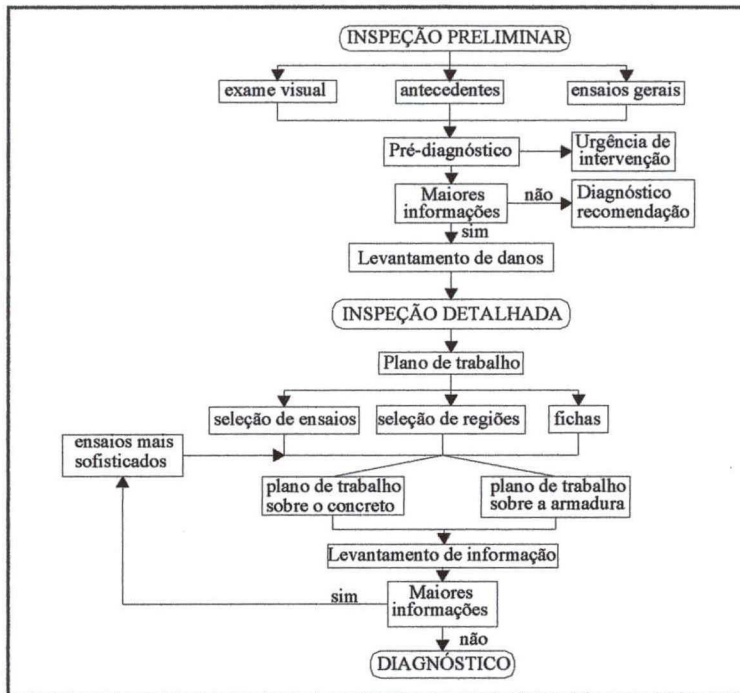 INSPEÇÃO PRELIMINAR
exame visual
antecedentes
ensaios gerais
Pré-diagnóstico
Urgência de
intervenção
Maiores
informações
não
Diagnóstico
recomendação
sim
Levantamento de danos
INSPEÇÃO DETALHADA
Plano de trabalho
seleção de ensaios
seleção de regiões
fichas
ensaios mais
sofisticados
plano de trabalho
sobre o concreto
plano de trabalho
sobre a armadura
Levantamento de informação
sim
Maiores
informações
não
DIAGNÓSTICO